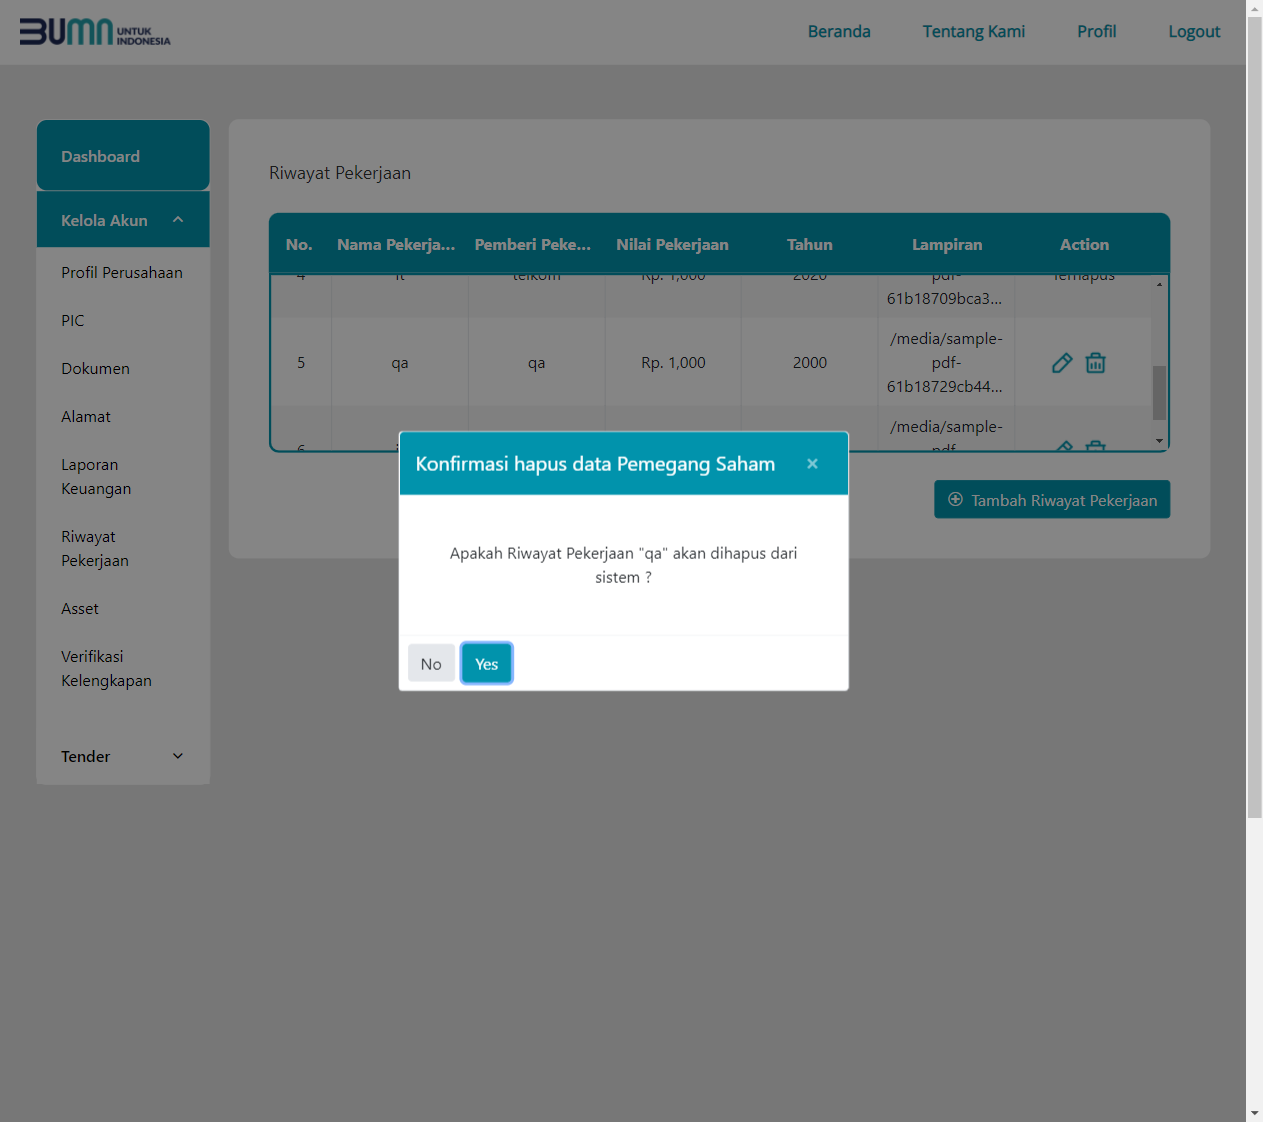 BUMN UNTUK INDONESIA
Beranda
Tentang Kami
Profil
Logout
Dashboard
Kelola Akun
Profil Perusahaan
PIC
Dokumen
Alamat
Laporan
Keuangan
Riwayat
Pekerjaan
Asset
Verifikasi
Kelengkapan
Tender
Riwayat Pekerjaan
No. Nama Pekerja... Pemberi Peke... Nilai Pekerjaan Tahun Lampiran Action
4 telkom Rp. 1,000 2020 pdf- Terhapus
61b18709bca3...
/media/sample-
5 qa qa Rp. 1,000 2000 pdf-
61b18729cb44...
/media/sample-
6 pdf-
Tambah Riwayat Pekerjaan
Konfirmasi hapus data Pemegang Saham ×
Apakah Riwayat Pekerjaan "qa" akan dihapus dari
sistem ?
No
Yes